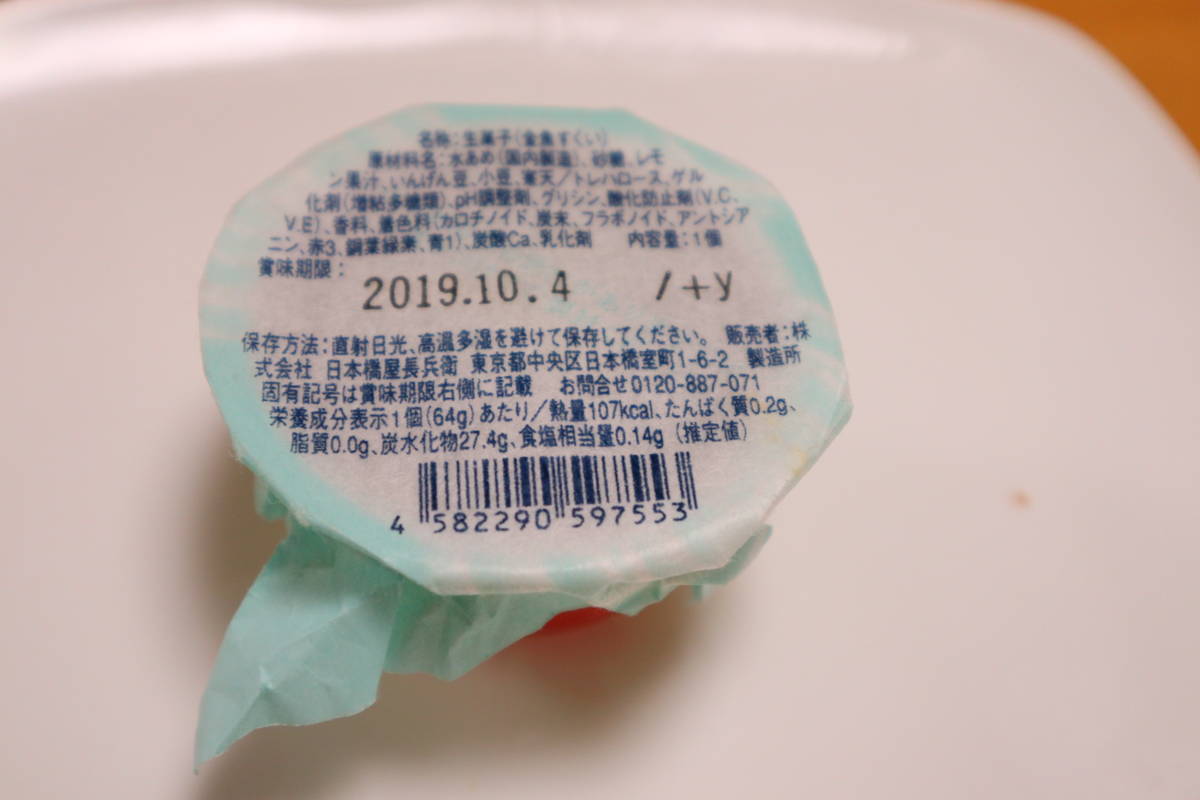 名称:生菓子(金魚すくい)
原材料名:水あめ(国内製造)、砂糖、レモ
ン果汁、いんげん豆、小豆、寒天/トレハロース、ゲル
化剤(増粘多糖類)、pH調整剤、グリシン、酸化防止剤(V.C、
V.E)、香料、着色料(カロチノイド、炭末、フラボノイド、アントシア
ニン、赤3、銅葉緑素、青1)、炭酸Ca、乳化剤 内容量:1個
賞味期限:
2019.10.4 /+y
保存方法:直射日光、高温多湿を避けて保存してください。 販売者:株
式会社 日本橋屋長兵衛 東京都中央区日本橋室町1-6-2 製造所
固有記号は賞味期限右側に記載 お問合せ0120-887-071
栄養成分表示1個(64g)あたり/熱量107kcal、たんぱく質0.2g、
脂質0.0g、炭水化物27.4g、食塩相当量0.14g (推定値)
4 582290 597553